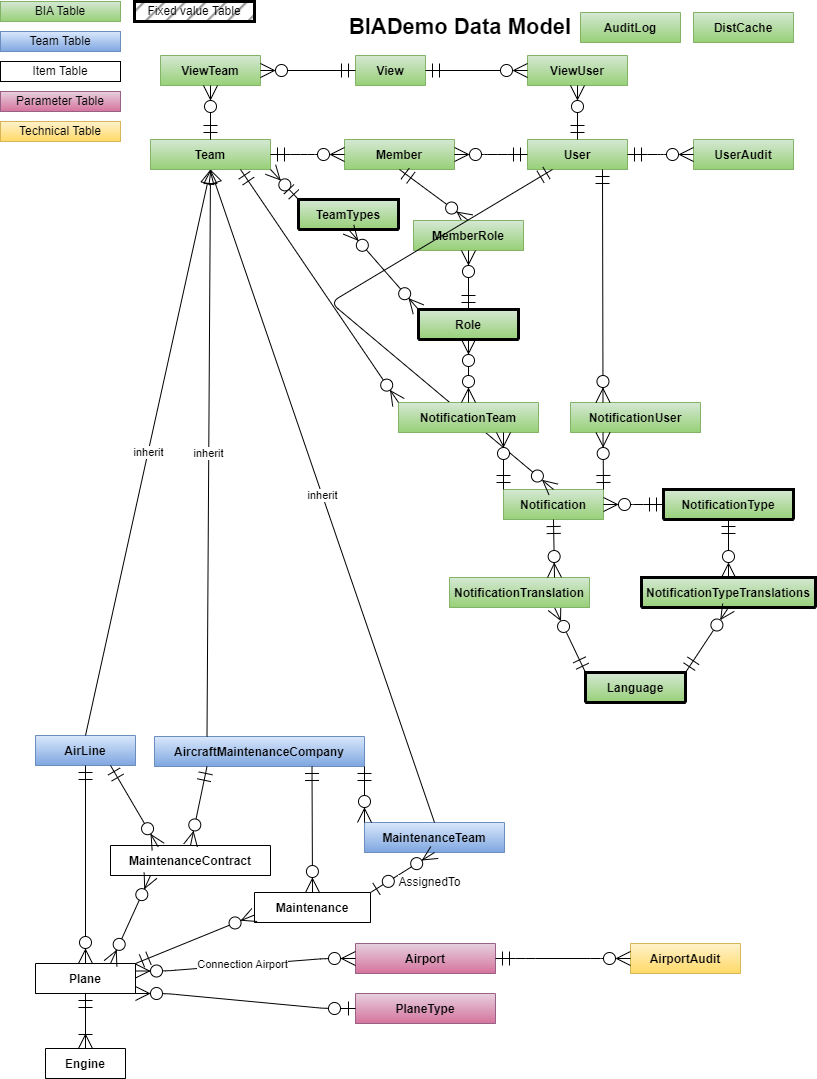 BIA Table
Fixed value Table
Team Table
Item Table
Parameter Table
Technical Table
BIADemo Data Model
AuditLog
DistCache
ViewTeam
View
ViewUser
Team
Member
User
UserAudit
TeamTypes
MemberRole
Role
NotificationTeam
NotificationUser
inherit
inherit
inherit
Notification
NotificationType
NotificationTranslation
NotificationTypeTranslations
Language
AirLine
AircraftMaintenanceCompany
MaintenanceTeam
MaintenanceContract
AssignedTo
Maintenance
Connection Airport
Airport
AirportAudit
Plane
PlaneType
Engine